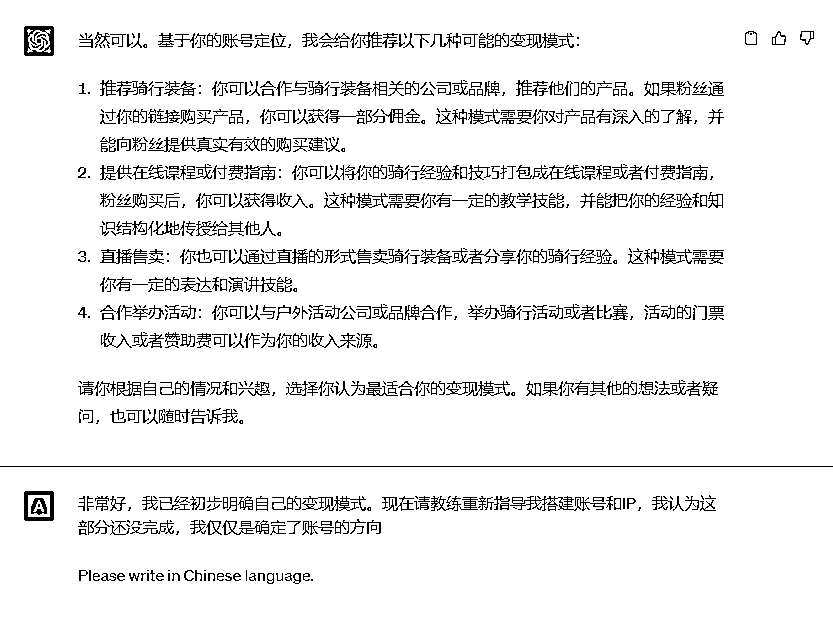 当然可以。基于你的账号定位，我会给你推荐以下几种可能的变现模式：
1. 推荐骑行装备：你可以合作与骑行装备相关的公司或品牌，推荐他们的产品。如果粉丝通
过你的链接购买产品，你可以获得一部分佣金。这种模式需要你对产品有深入的了解，并
能向粉丝提供真实有效的购买建议。
2. 提供在线课程或付费指南：你可以将你的骑行经验和技巧打包成在线课程或者付费指南，
粉丝购买后，你可以获得收入。这种模式需要你有一定的教学技能，并能把你的经验和知
识结构化地传授给其他人。
3. 直播售卖：你也可以通过直播的形式售卖骑行装备或者分享你的骑行经验。这种模式需要
你有一定的表达和演讲技能。
4. 合作举办活动：你可以与户外活动公司或品牌合作，举办骑行活动或者比赛，活动的门票
收入或者赞助费可以作为你的收入来源。
请你根据自己的情况和兴趣，选择你认为最适合你的变现模式。如果你有其他的想法或者疑
问，也可以随时告诉我。
非常好，我已经初步明确自己的变现模式。现在请教练重新指导我搭建账号和IP，我认为这
部分还没完成，我仅仅是确定了账号的方向
Please write in Chinese language.